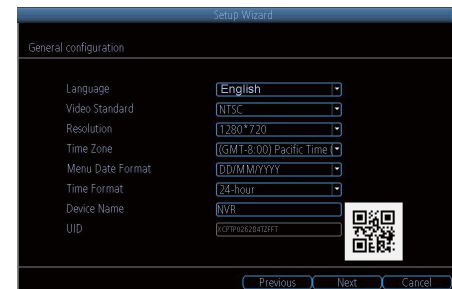 Setup Wizard
General configuration
Language English
Video Standard NTSC
Resolution 1280*720
Time Zone (GMT-8:00) Pacific Time (
Menu Date Format DD/MM/YYYY
Time Format 24-hour
Device Name NVR
UID
Previous Next Cancel